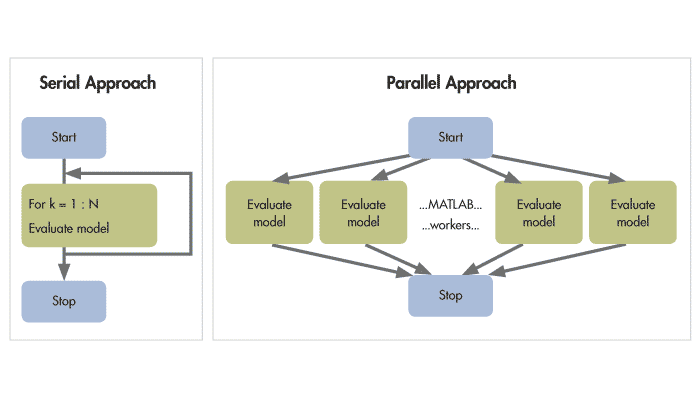 Serial Approach
Start
For k = 1 : N
Evaluate model
Stop
Parallel Approach
Start
Evaluate
model
Evaluate
model
...MATLAB...
...workers...
Evaluate
model
Evaluate
model
Stop